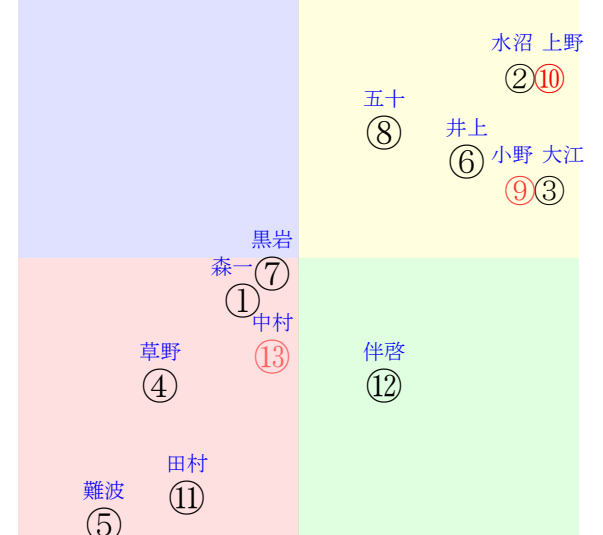 水沼 上野
②⑩
五十
⑧
井上
⑥
小野 大江
⑨③
黒岩
⑦
森一
①
中村
⑬
草野
④
伴啓
⑫
田村
⑪
難波
⑤